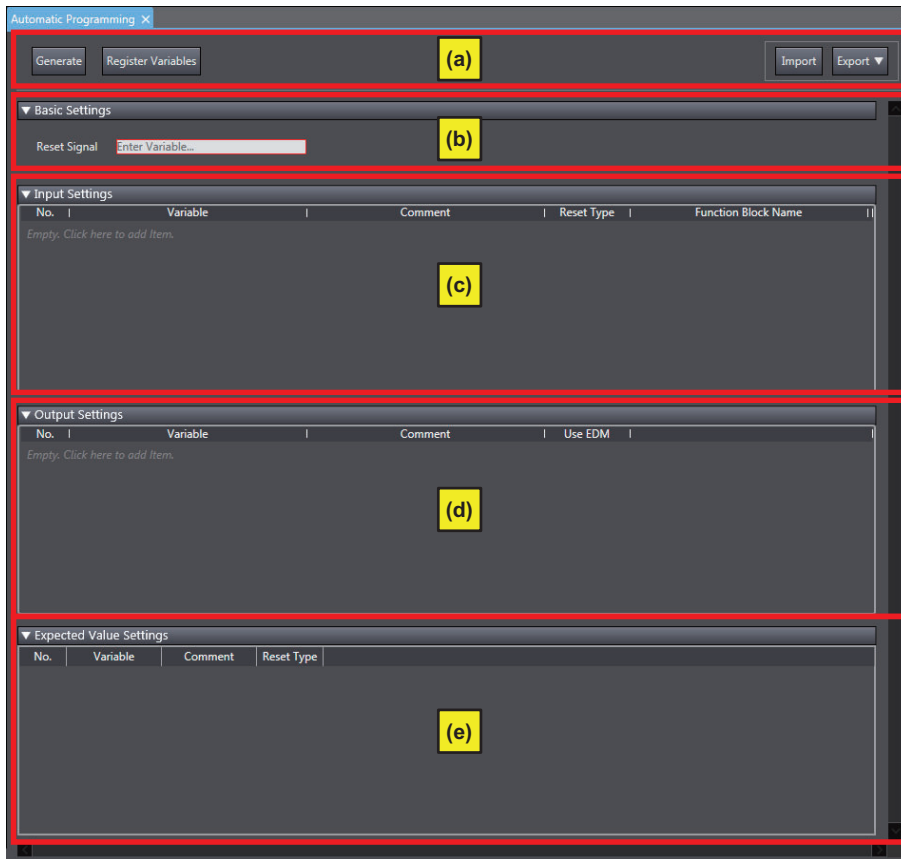 Automatic Programming ×
Generate Register Variables (a) Import Export ▼
▼ Basic Settings
Reset Signal Enter Variable... (b)
▼ Input Settings
No. Variable Comment Reset Type Function Block Name
Empty. Click here to add Item.
(c)
▼ Output Settings
No. Variable Comment Use EDM
Empty. Click here to add Item.
(d)
▼ Expected Value Settings
No. Variable Comment Reset Type
(e)